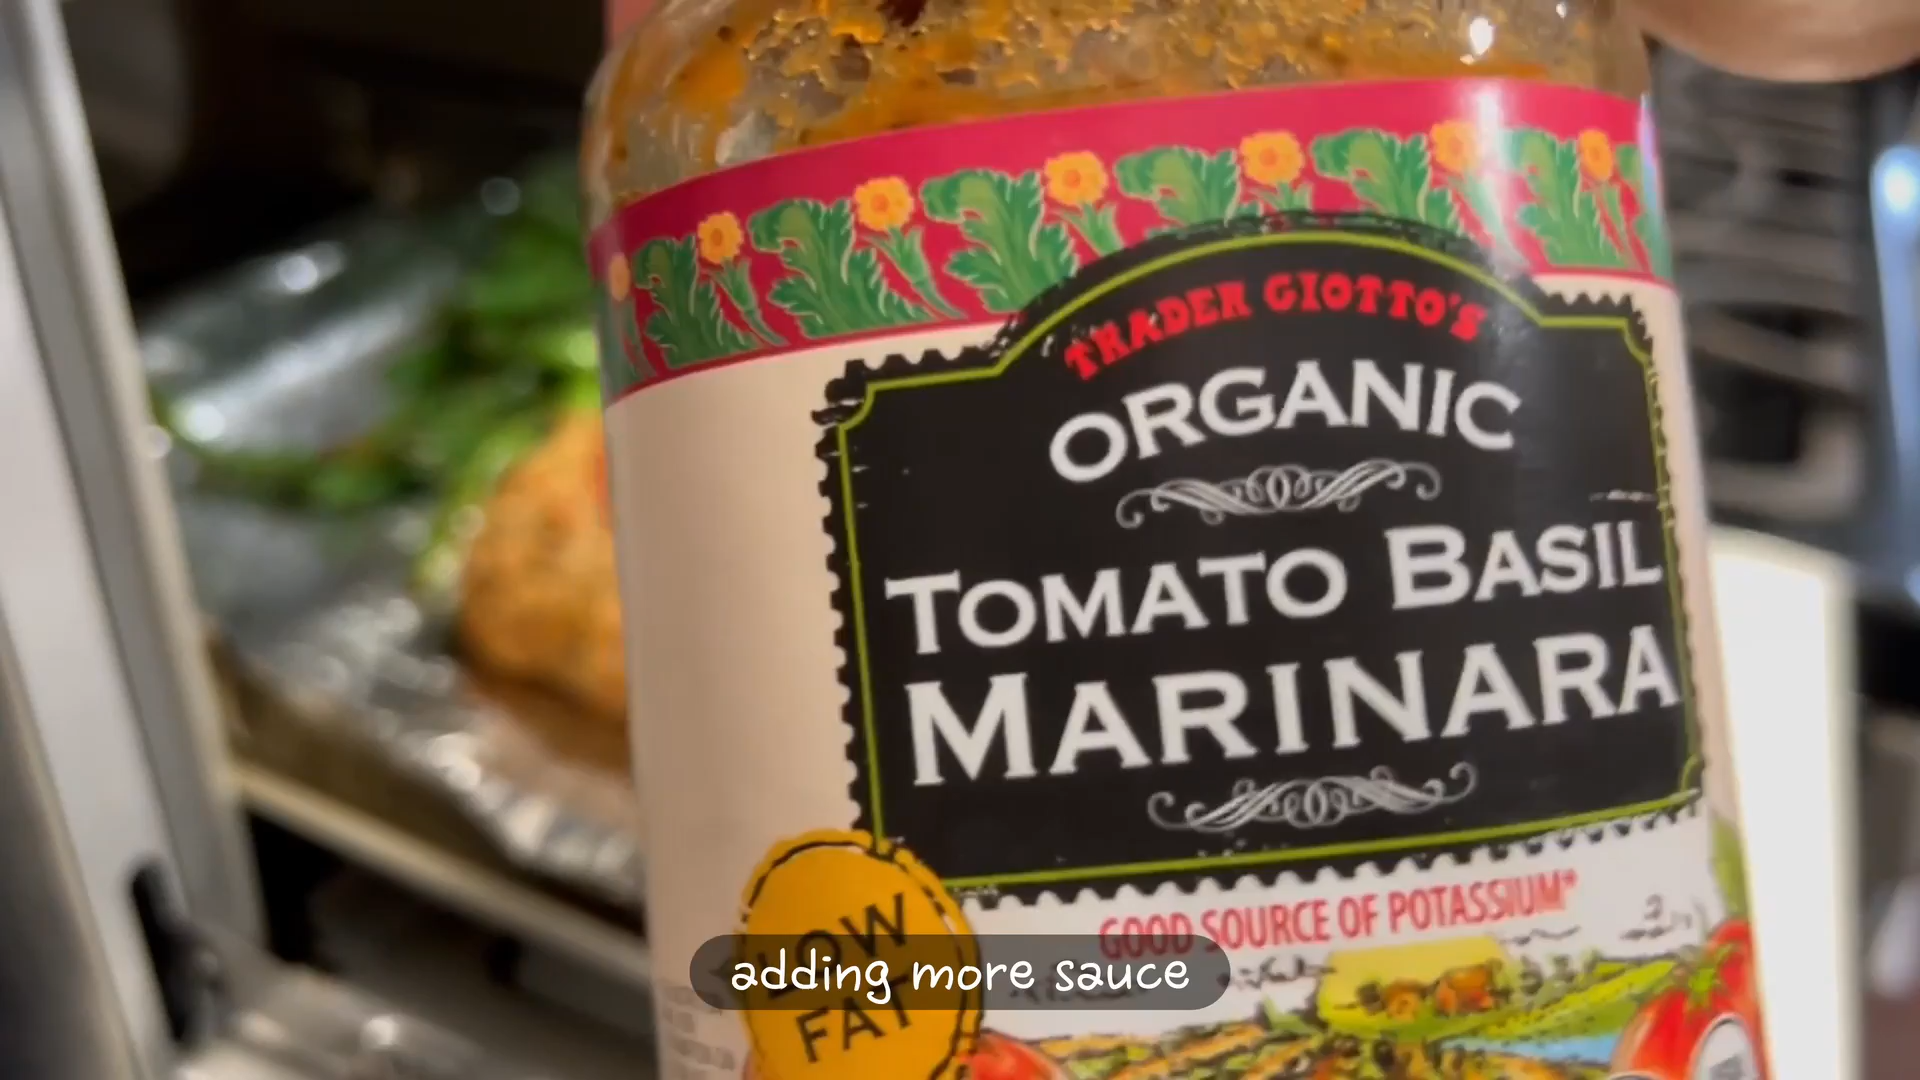 TRADER GIOTTO'S
ORGANIC
TOMATO BASIL
MARINARA
GOOD SOURCE OF POTASSIUM*
LOW
FAT
adding more sauce